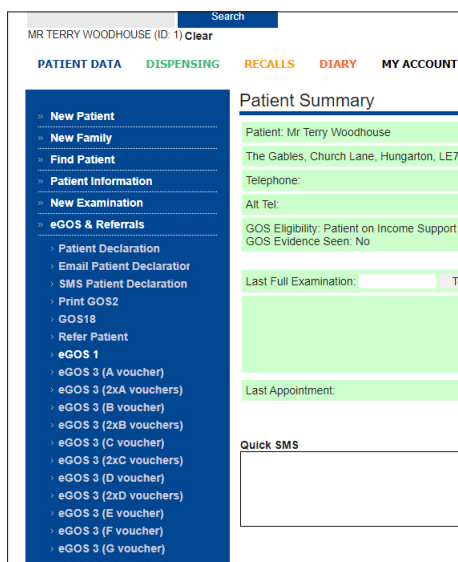 Search
MR TERRY WOODHOUSE (ID: 1) Clear
PATIENT DATA DISPENSING RECALLS DIARY MY ACCOUNT
» New Patient
» New Family
» Find Patient
» Patient Information
» New Examination
» eGOS & Referrals
› Patient Declaration
› Email Patient Declaration
› SMS Patient Declaration
› Print GOS2
› GOS18
› Refer Patient
› eGOS 1
› eGOS 3 (A voucher)
› eGOS 3 (2xA vouchers)
› eGOS 3 (B voucher)
› eGOS 3 (2xB vouchers)
› eGOS 3 (C voucher)
› eGOS 3 (2xC vouchers)
› eGOS 3 (D voucher)
› eGOS 3 (2xD vouchers)
› eGOS 3 (E voucher)
› eGOS 3 (F voucher)
› eGOS 3 (G voucher)
Patient Summary
Patient: Mr Terry Woodhouse
The Gables, Church Lane, Hungarton, LE7
Telephone:
Alt Tel:
GOS Eligibility: Patient on Income Support
GOS Evidence Seen: No
Last Full Examination: T
Last Appointment:
Quick SMS